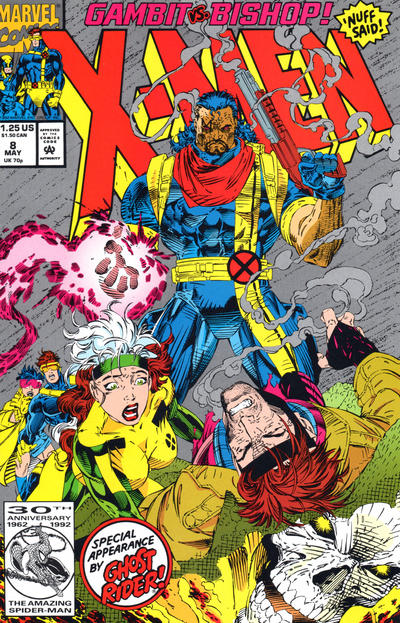 GAMBIT VS. BISHOP!
'NUFF
SAID!
MARVEL
COMICS
X-MEN
$1.25 US
$1.50 CAN
8
MAY
UK 70p
APPROVED
BY THE
COMICS
CODE
CA
AUTHORITY
30TH
ANNIVERSARY
1962 1992
THE AMAZING
SPIDER-MAN
SPECIAL
APPEARANCE
BY
GHOST
RIDER!